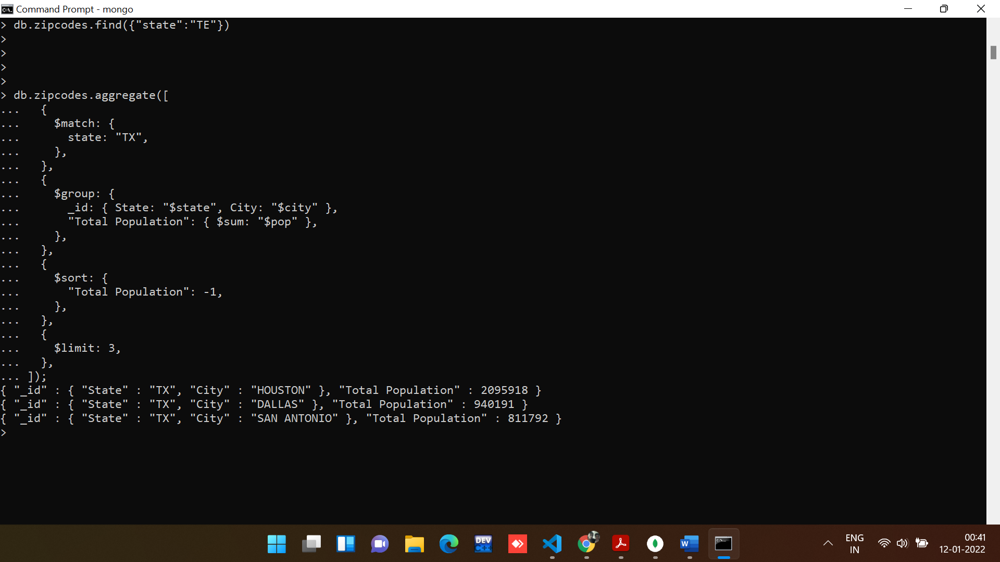 Command Prompt - mongo
> db.zipcodes.find({"state":"TE"})
>
>
>
>
> db.zipcodes.aggregate([
...   {
...     $match: {
...       state: "TX",
...     },
...   },
...   {
...     $group: {
...       _id: { State: "$state", City: "$city" },
...       "Total Population": { $sum: "$pop" },
...     },
...   },
...   {
...     $sort: {
...       "Total Population": -1,
...     },
...   },
...   {
...     $limit: 3,
...   },
... ]);
{ "_id" : { "State" : "TX", "City" : "HOUSTON" }, "Total Population" : 2095918 }
{ "_id" : { "State" : "TX", "City" : "DALLAS" }, "Total Population" : 940191 }
{ "_id" : { "State" : "TX", "City" : "SAN ANTONIO" }, "Total Population" : 811792 }
>
DEV
C++
W
ENG
IN
00:41
12-01-2022